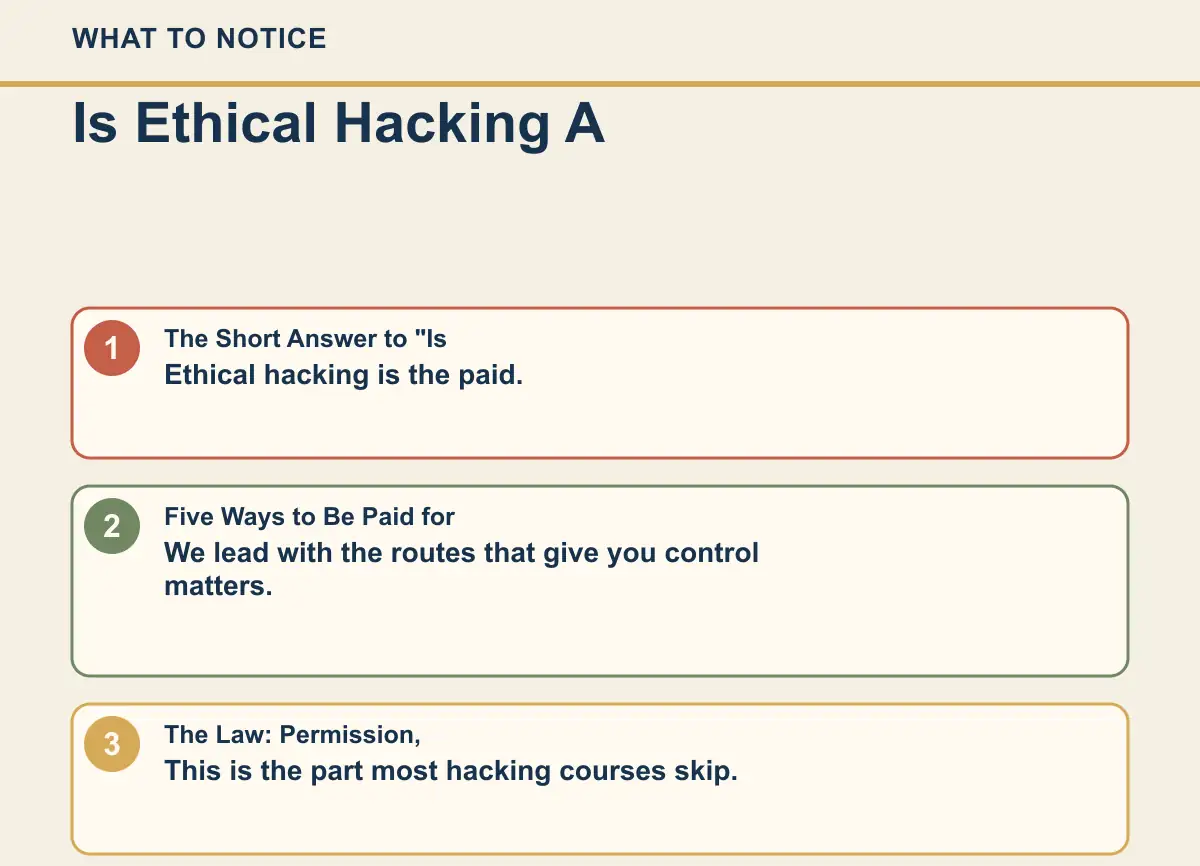 WHAT TO NOTICE
Is Ethical Hacking A
1
The Short Answer to "Is
Ethical hacking is the paid.
2
Five Ways to Be Paid for
We lead with the routes that give you control
matters.
3
The Law: Permission,
This is the part most hacking courses skip.